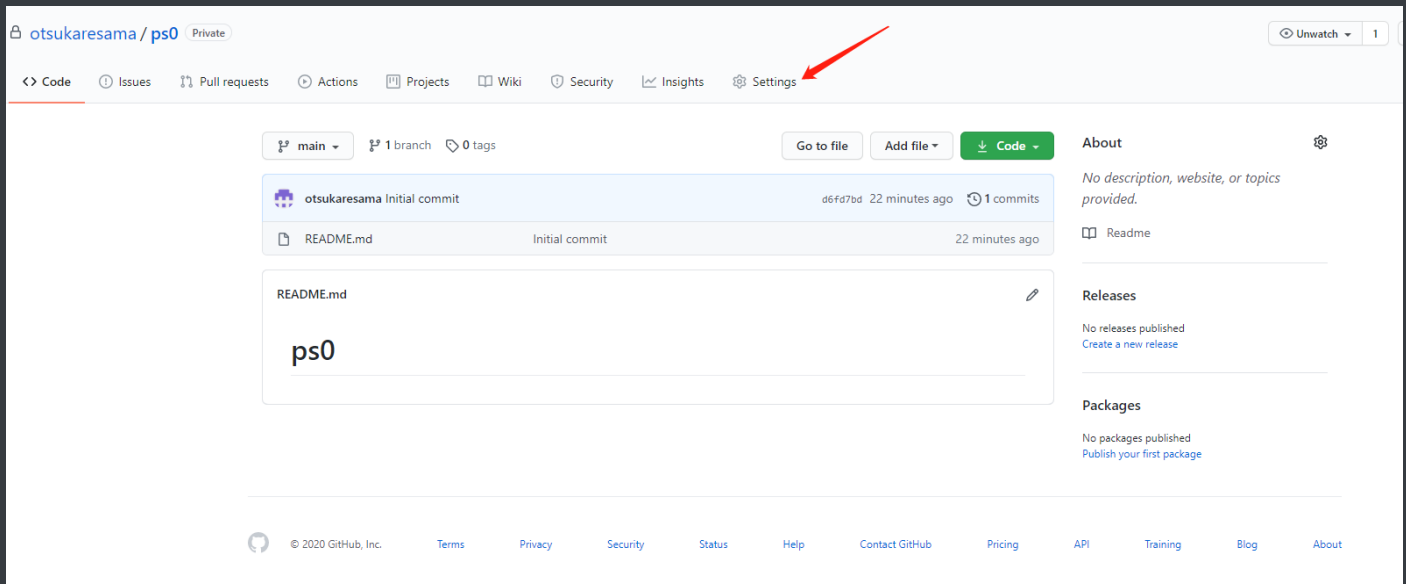 otsukaresama / ps0 Private
Unwatch 1
Code Issues Pull requests Actions Projects Wiki Security Insights Settings
main 1 branch 0 tags Go to file Add file Code
otsukaresama Initial commit d6fd7bd 22 minutes ago 1 commits
README.md Initial commit 22 minutes ago
README.md
ps0
About
No description, website, or topics
provided.
Readme
Releases
No releases published
Create a new release
Packages
No packages published
Publish your first package
© 2020 GitHub, Inc. Terms Privacy Security Status Help Contact GitHub Pricing API Training Blog About